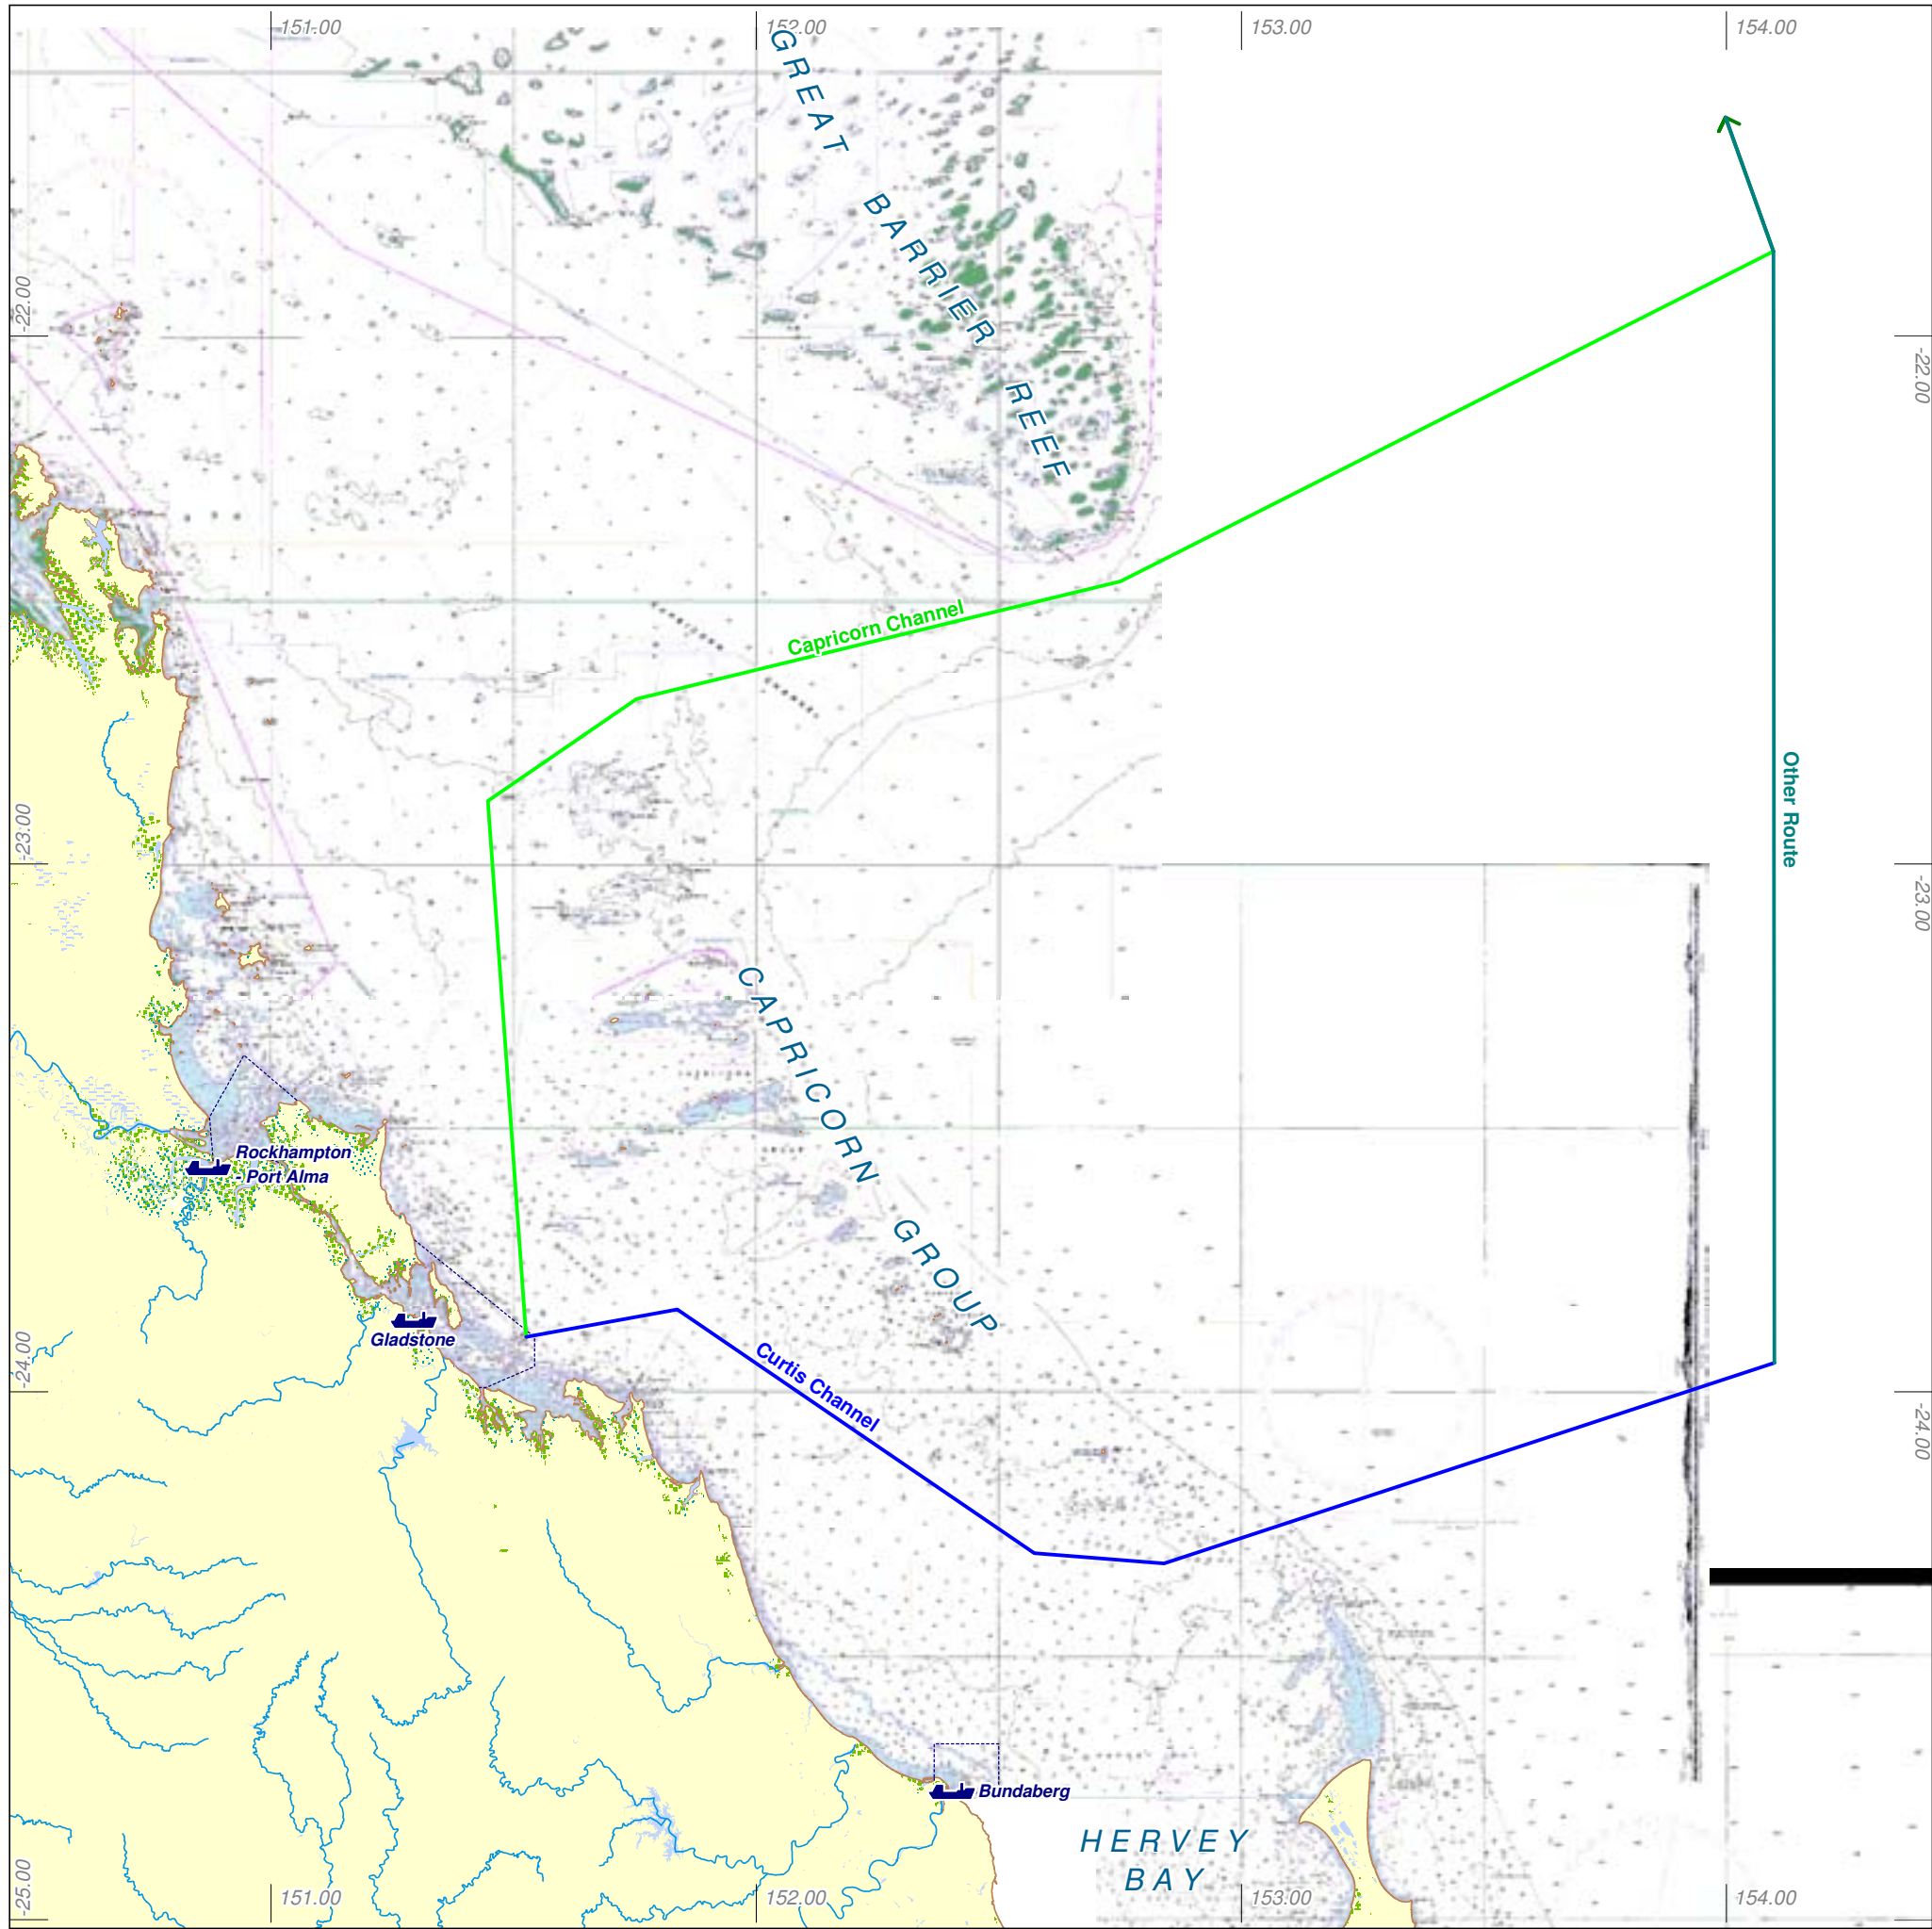 151.00
152.00
153.00
154.00
GREAT
BARRIER
REEF
-22.00
-22.00
Capricorn Channel
Other Route
-23.00
-23.00
CAPRICORN
GROUP
Rockhampton
- Port Alma
Gladstone
Curtis Channel
-24.00
-24.00
Bundaberg
HERVEY
BAY
-25.00
151.00
152.00
153.00
154.00